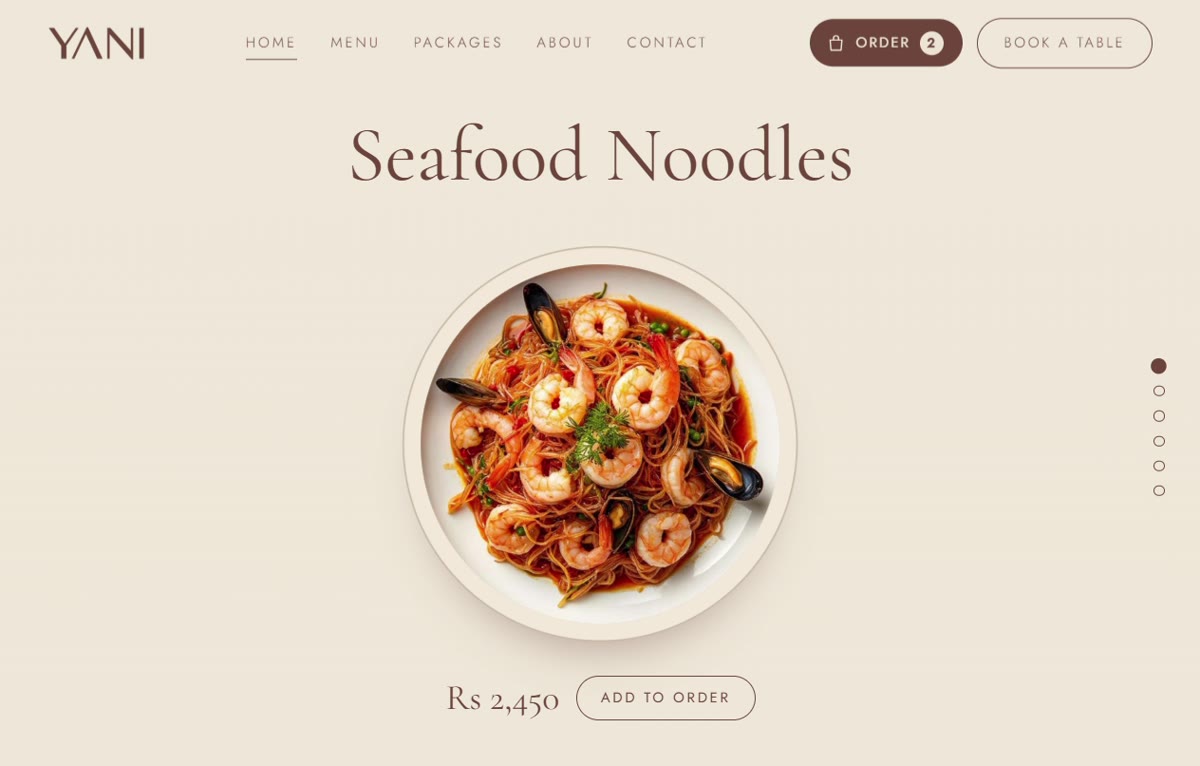 YANI
HOME MENU PACKAGES ABOUT CONTACT
ORDER 2
BOOK A TABLE
Seafood Noodles
Rs 2,450
ADD TO ORDER